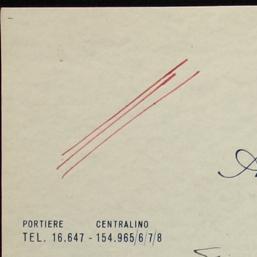 PORTIERE CENTRALINO
TEL. 16.647 - 154.965/6/7/8